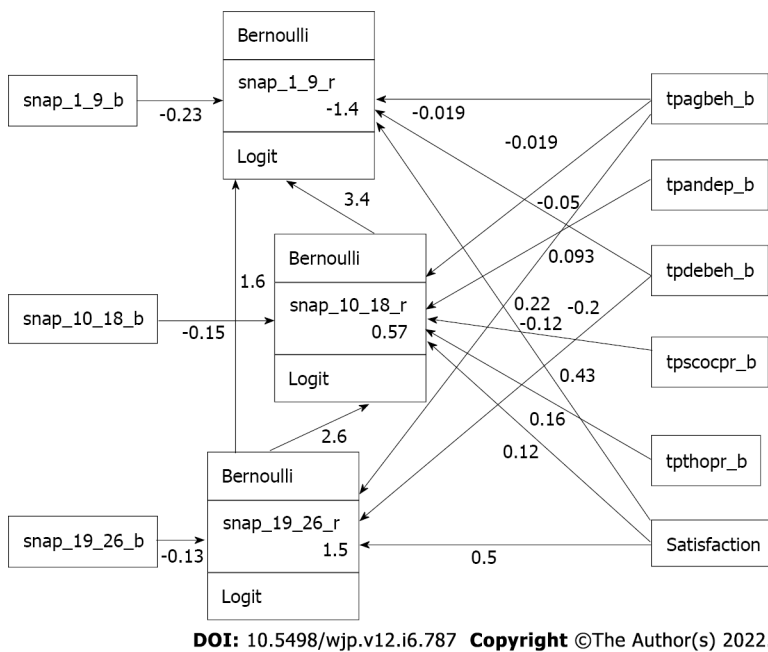 Bernoulli
snap_1_9_r
-1.4
Logit
snap_1_9_b
-0.23
-0.019
tpagbeh_b
-0.019
tpandep_b
3.4
-0.05
Bernoulli
snap_10_18_r
0.57
Logit
1.6
0.093
tpdebeh_b
snap_10_18_b
-0.15
0.22
-0.2
-0.12
tpscocpr_b
0.43
0.16
2.6
0.12
tpthopr_b
Bernoulli
snap_19_26_r
1.5
Logit
snap_19_26_b
-0.13
0.5
Satisfaction
DOI: 10.5498/wjp.v12.i6.787 Copyright ©The Author(s) 2022.